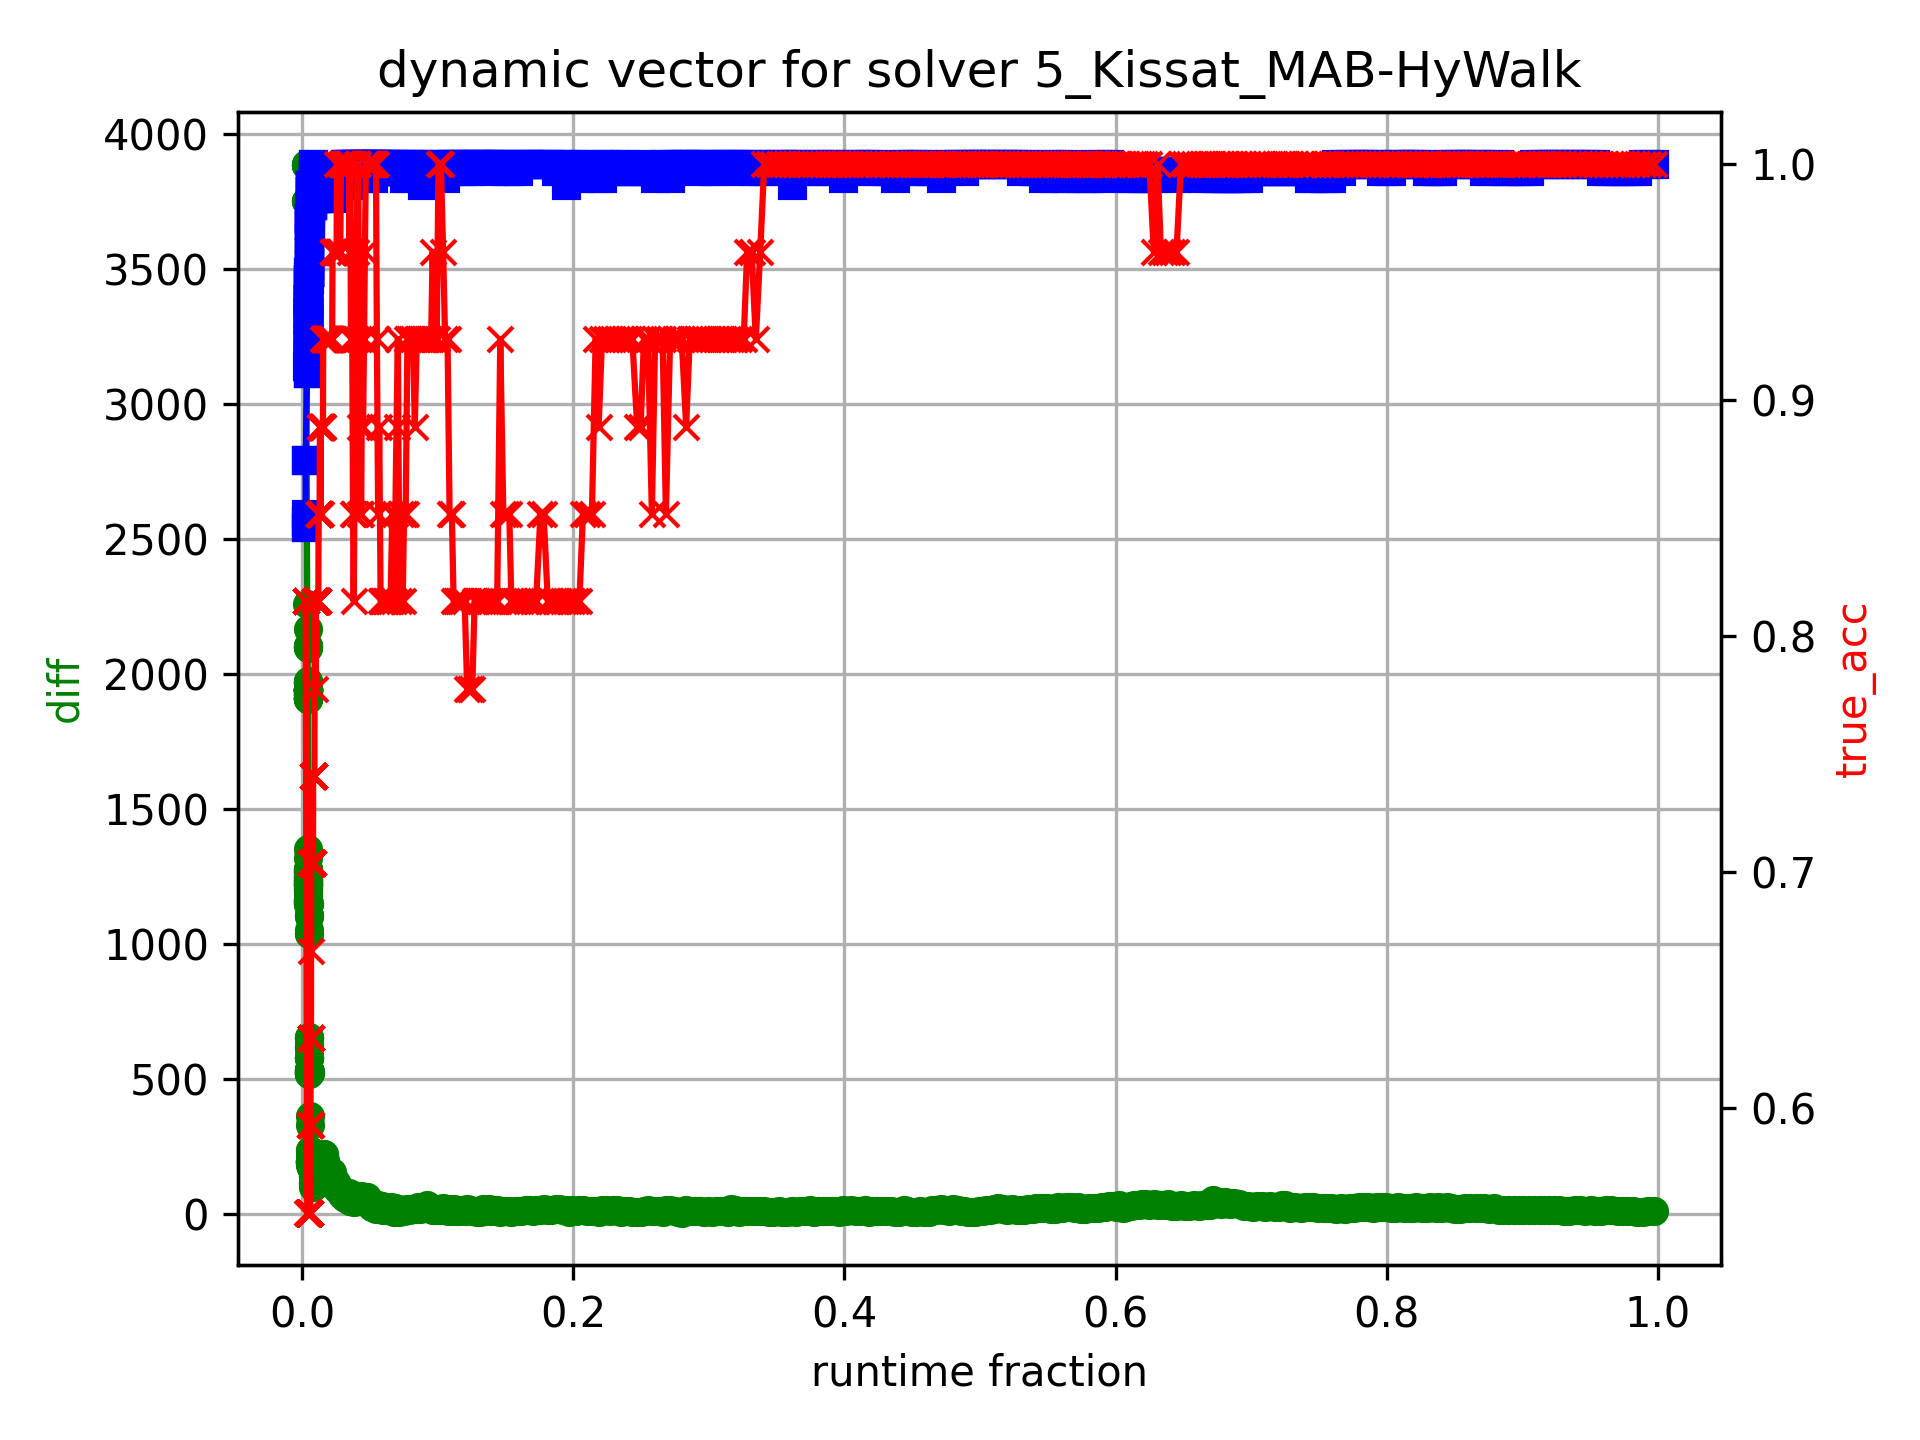 dynamic vector for solver 5_Kissat_MAB-HyWalk
4000
3500
3000
2500
2000
1500
1000
500
0
diff
1.0
0.9
0.8
0.7
0.6
true_acc
0.0 0.2 0.4 0.6 0.8 1.0
runtime fraction